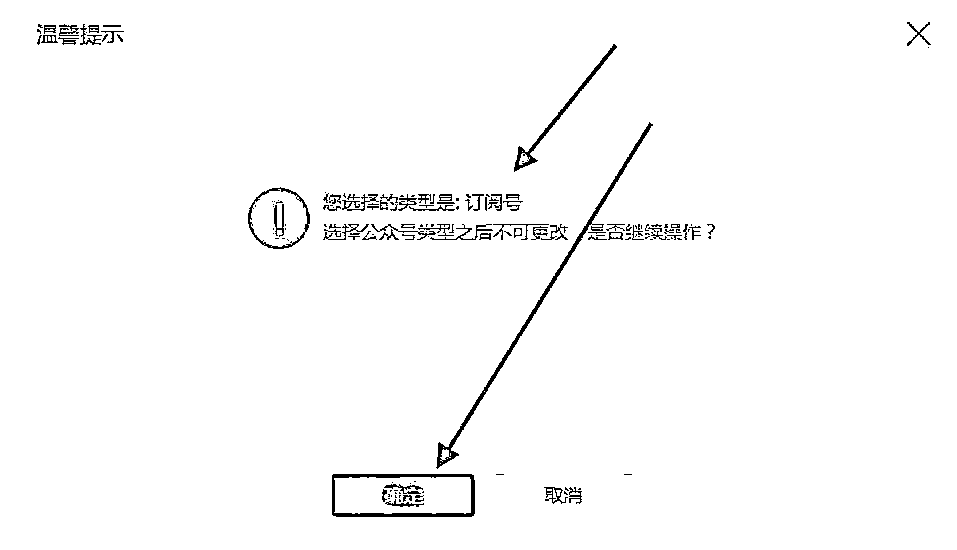 温馨提示
您选择的类型是: 订阅号
选择公众号类型之后不可更改，是否继续操作？
确定
取消